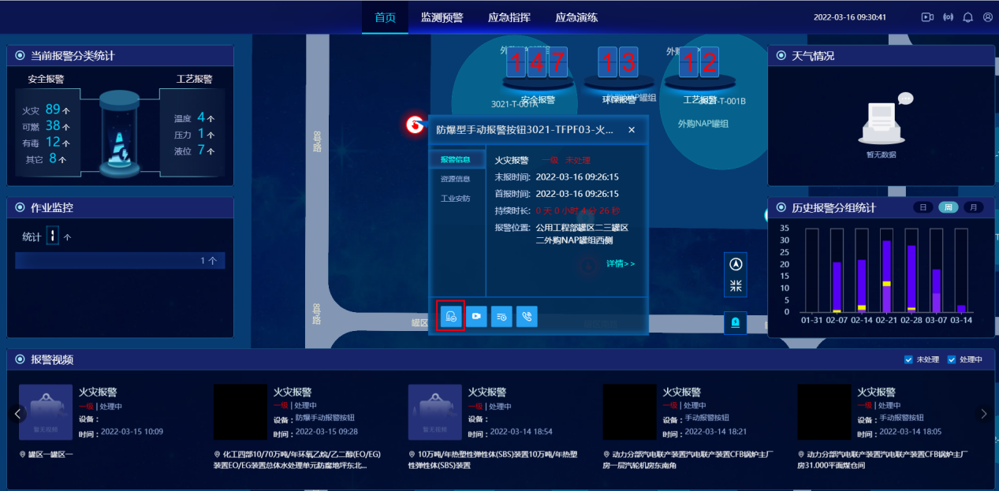 首页 监测预警 应急指挥 应急演练 2022-03-16 09:30:41
当前报警分类统计
安全报警 工艺报警
火灾 89个
可燃 38个
有毒 12个
其它 8个
温度 4个
压力 1个
液位 7个
作业监控
统计 1 个
1 个
147 13 12
安全报警 环保报警 工艺报警
3021-T-001A
外购NAP罐组
防爆型手动报警按钮3021-TFPF03-火... ×
报警信息
资源信息
工业安防
火灾报警 一级 未处理
末报时间: 2022-03-16 09:26:15
首报时间: 2022-03-16 09:26:15
持续时长: 0 天 0 小时 4 分 26 秒
报警位置: 公用工程部罐区二三罐区
二外购NAP罐组西侧
详情>>
罐区
天气情况
暂无数据
历史报警分组统计 日 周 月
35
30
25
20
15
10
5
0
01-31 02-07 02-14 02-21 02-28 03-07 03-14
报警视频 未处理 处理中
暂无视频
火灾报警
一级 | 处理中
设备：
时间：2022-03-15 10:09
罐区一罐区一
火灾报警
一级 | 处理中
设备：防爆手动报警按钮
时间：2022-03-15 09:28
化工四部10/70万吨/年环氧乙烷/乙二醇(EO/EG)
装置EO/EG装置总体水处理单元防腐地坪东北...
暂无视频
火灾报警
一级 | 处理中
设备：
时间：2022-03-14 18:54
10万吨/年热塑性弹性体(SBS)装置10万吨/年热塑
性弹性体(SBS)装置
火灾报警
一级 | 处理中
设备：手动报警按钮
时间：2022-03-14 18:21
动力分部汽电联产装置汽电联产装置CFB锅炉主厂
房一层汽轮机房东南角
火灾报警
一级 | 处理中
设备：手动报警按钮
时间：2022-03-14 18:05
动力分部汽电联产装置汽电联产装置CFB锅炉主厂
房31.000平面煤仓间